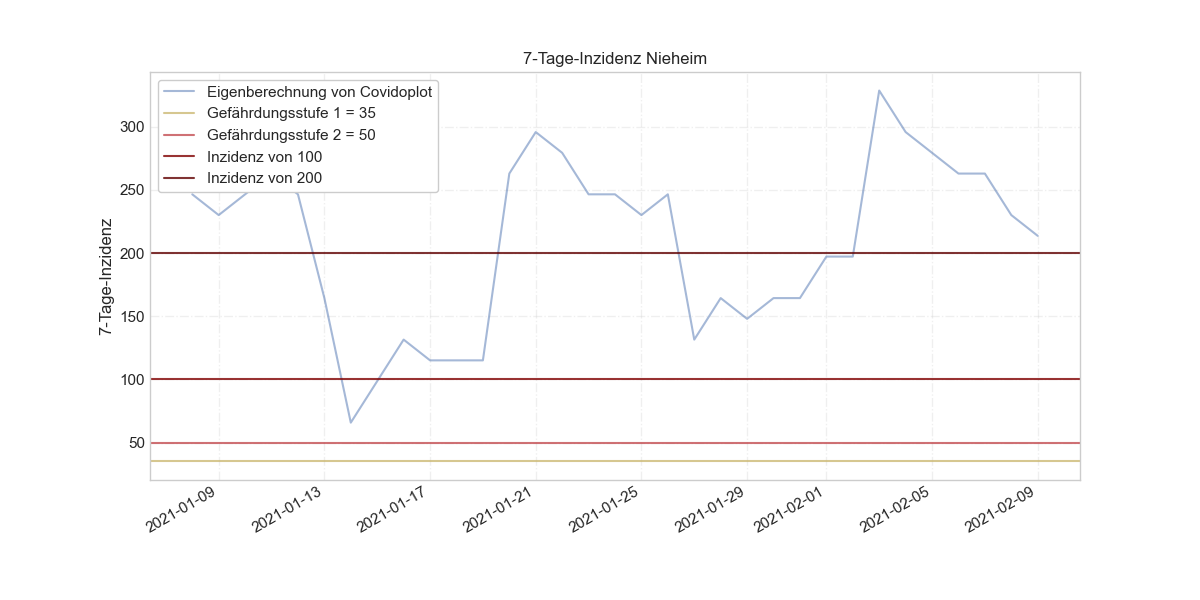 7-Tage-Inzidenz Nieheim
Eigenberechnung von Covidoplot
Gefährdungsstufe 1 = 35
Gefährdungsstufe 2 = 50
Inzidenz von 100
Inzidenz von 200
7-Tage-Inzidenz
300
250
200
150
100
50
2021-01-09
2021-01-13
2021-01-17
2021-01-21
2021-01-25
2021-01-29
2021-02-01
2021-02-05
2021-02-09